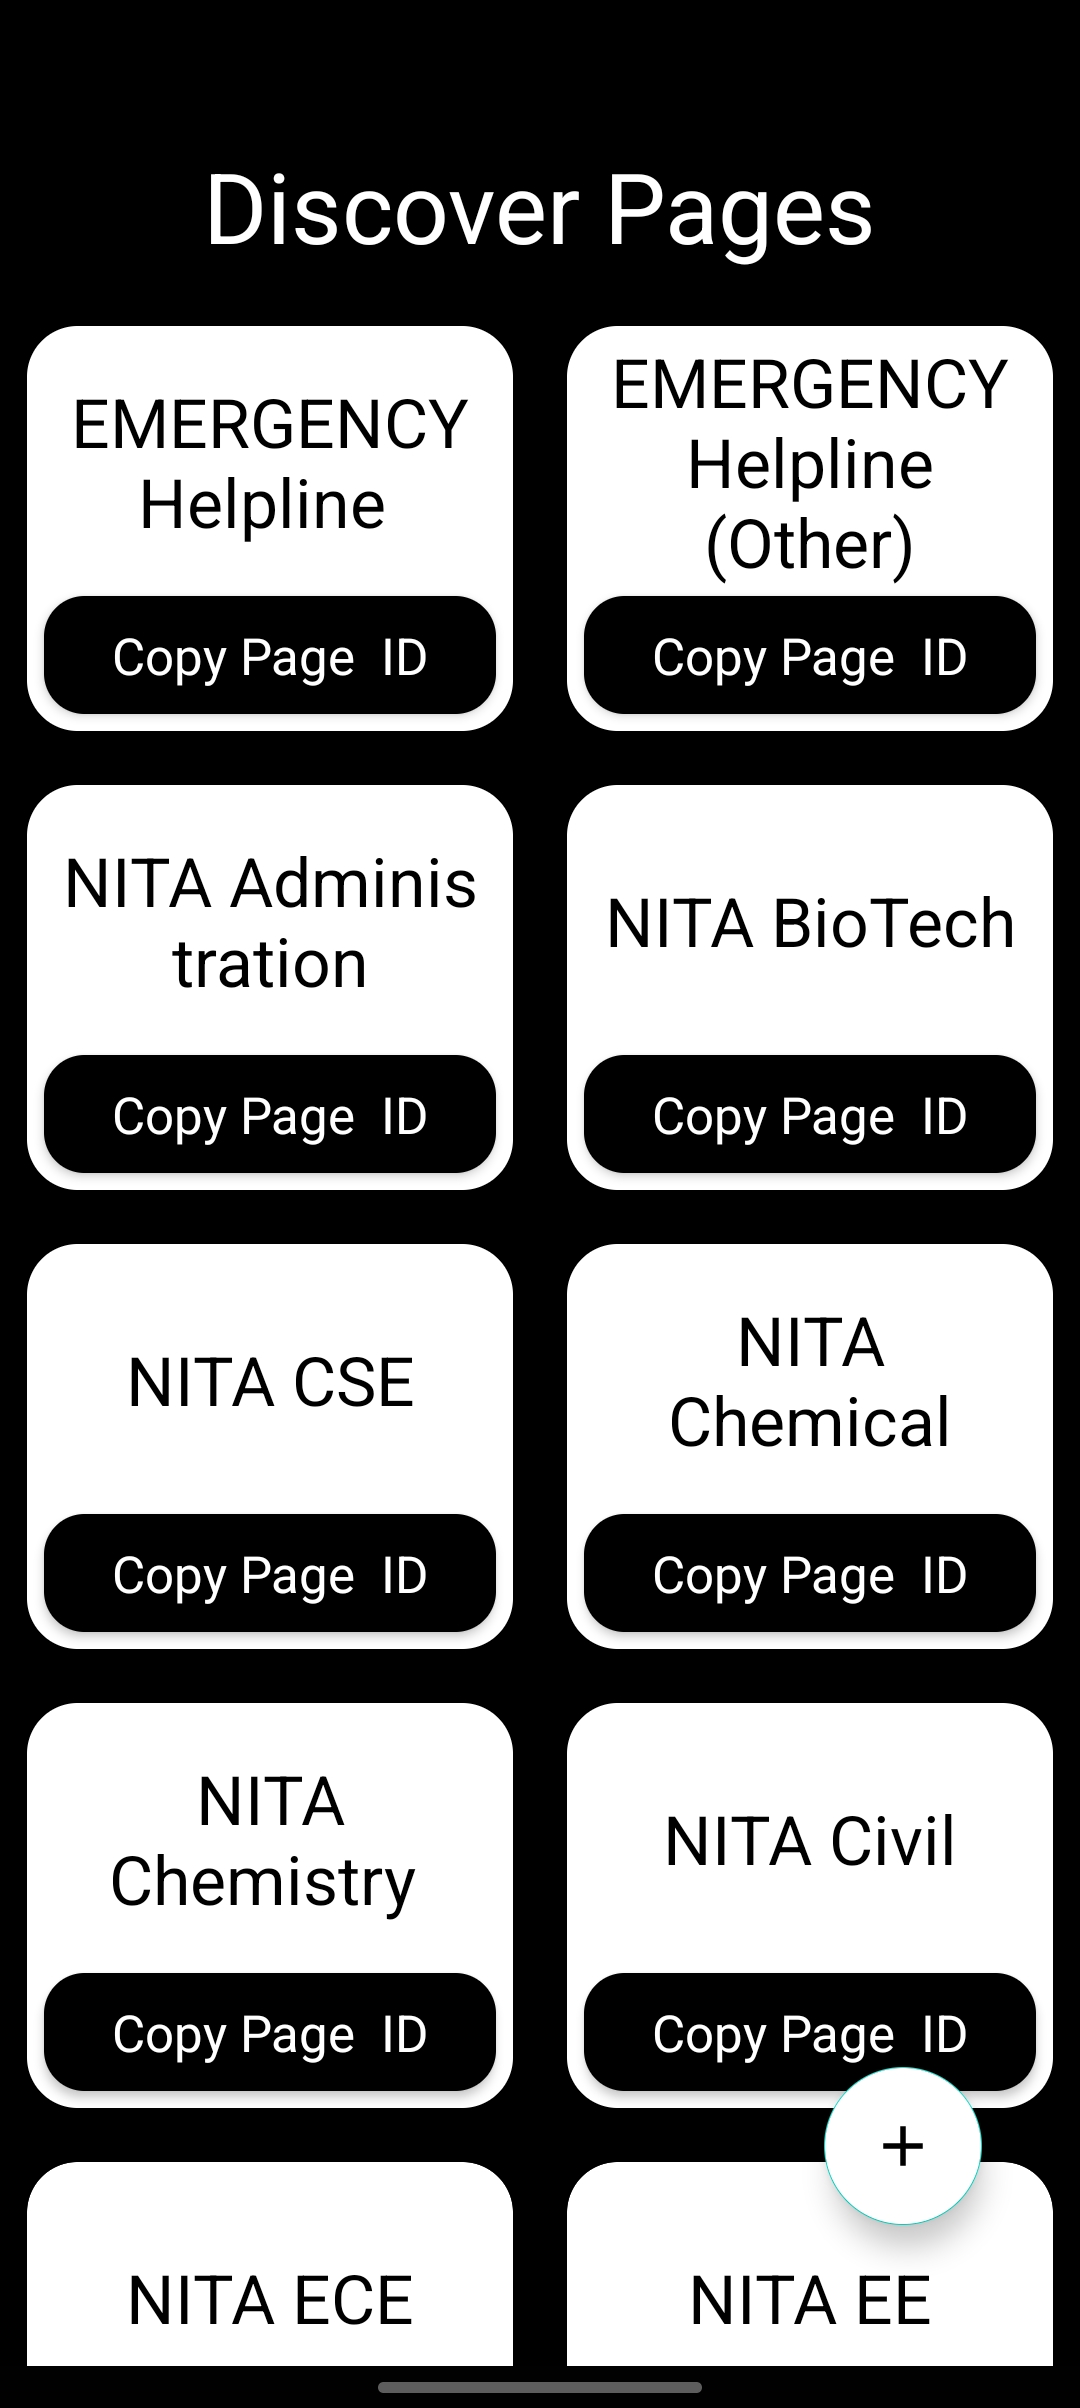 Discover Pages
EMERGENCY
Helpline
Copy Page  ID
EMERGENCY
Helpline
(Other)
Copy Page  ID
NITA Adminis
tration
Copy Page  ID
NITA BioTech
Copy Page  ID
NITA CSE
Copy Page  ID
NITA
Chemical
Copy Page  ID
NITA
Chemistry
Copy Page  ID
NITA Civil
Copy Page  ID
+
NITA ECE
NITA EE